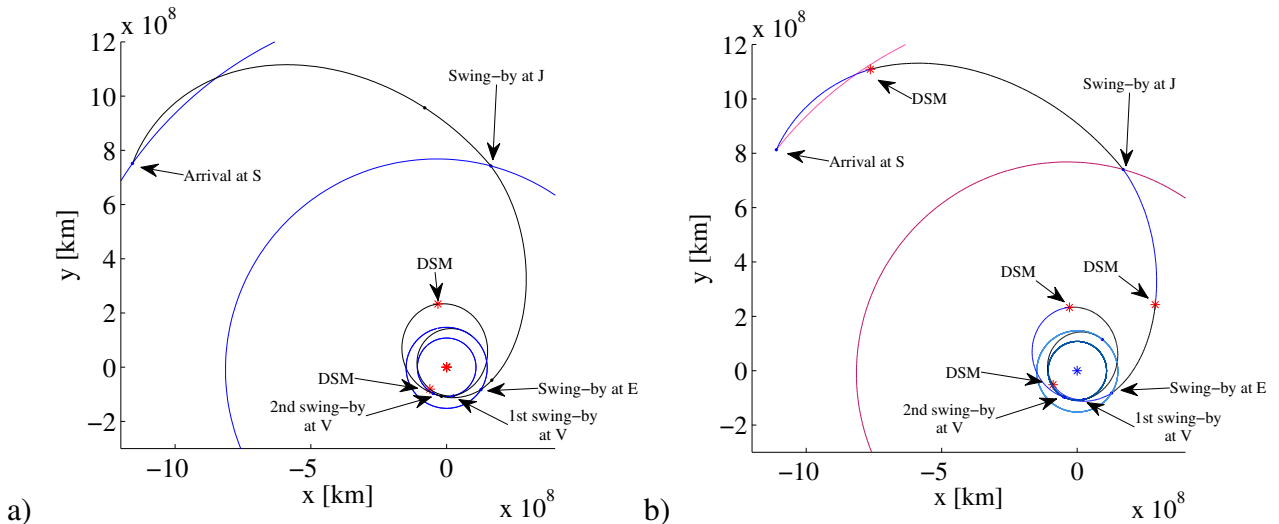 x 10^8
12
10
8
6
4
2
0
−2
y [km]
Swing−by at J
Arrival at S
DSM
DSM
Swing−by at E
2nd swing−by
at V
1st swing−by
at V
−10
−5
0
x [km]
x 10^8
a)
x 10^8
12
10
8
6
4
2
0
−2
y [km]
DSM
Swing−by at J
Arrival at S
DSM
DSM
DSM
Swing−by at E
2nd swing−by
at V
1st swing−by
at V
−10
−5
0
x [km]
x 10^8
b)